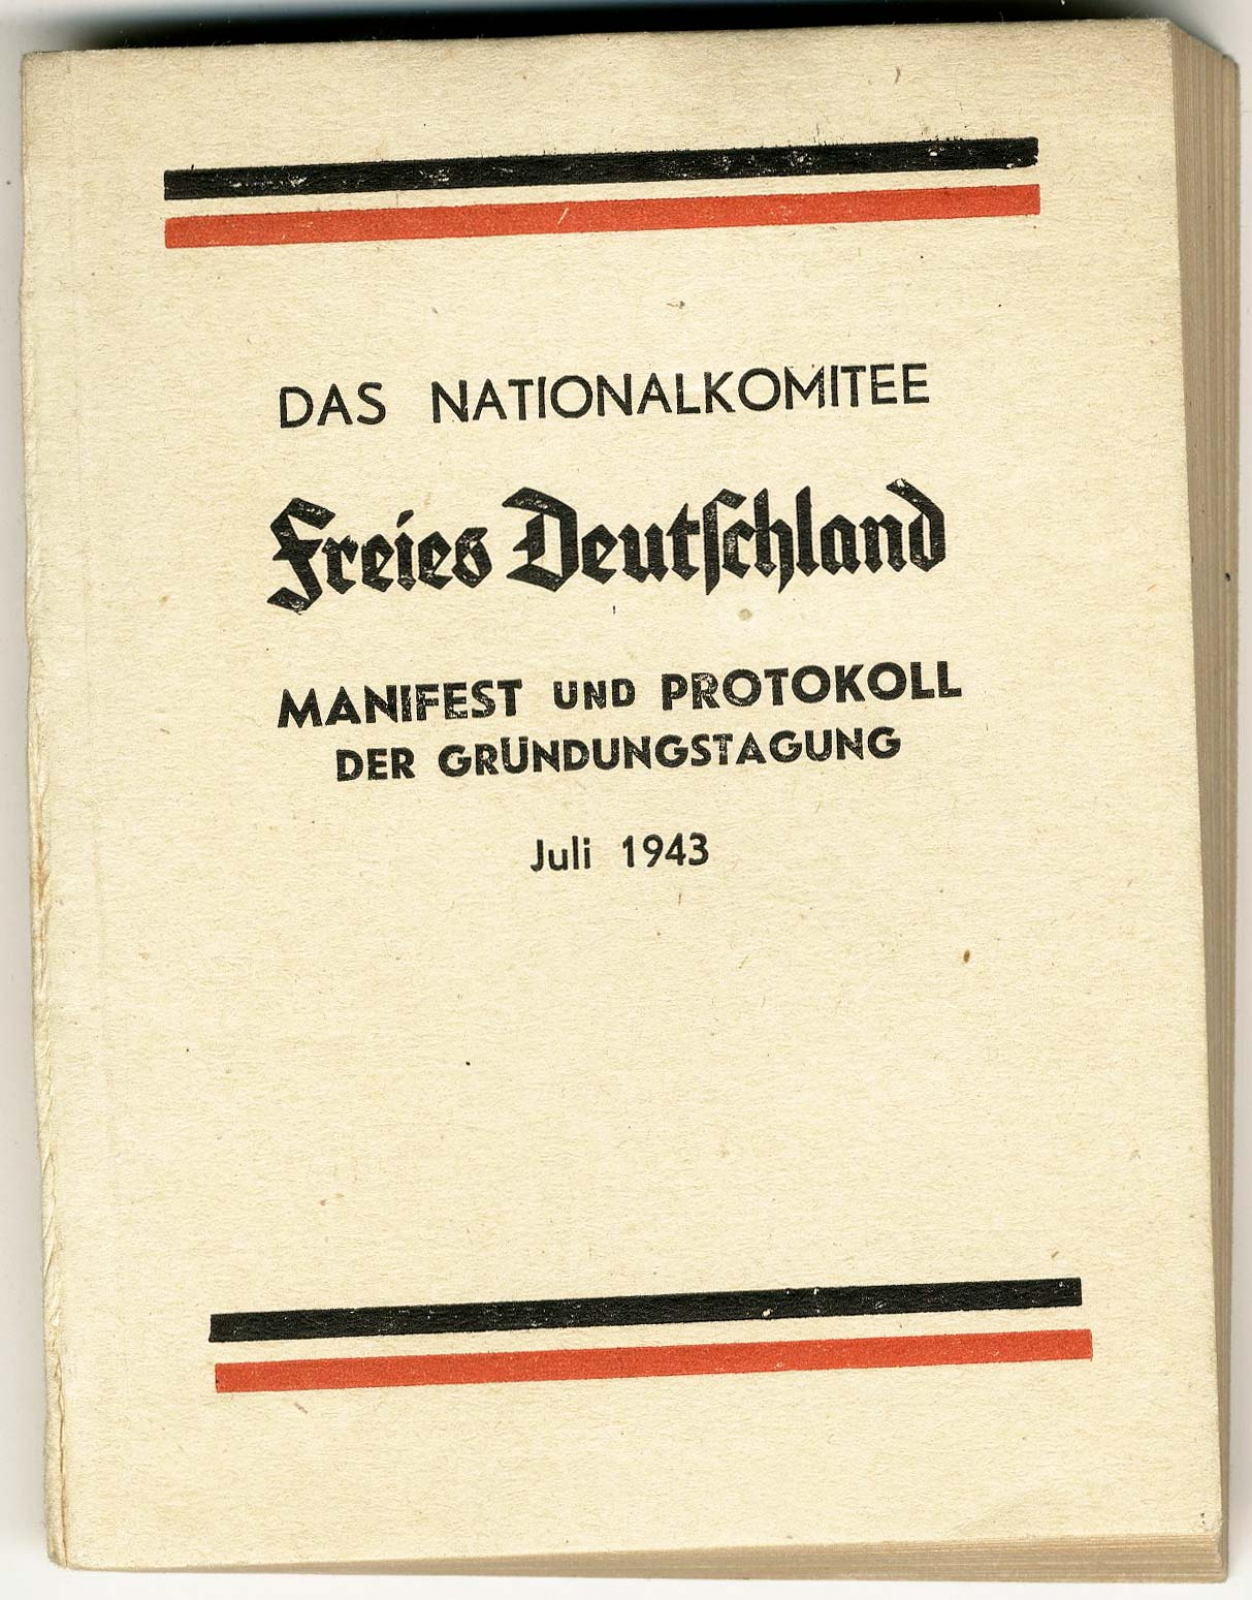 DAS NATIONALKOMITEE
Freies Deutschland
MANIFEST UND PROTOKOLL
DER GRÜNDUNGSTAGUNG
Juli 1943